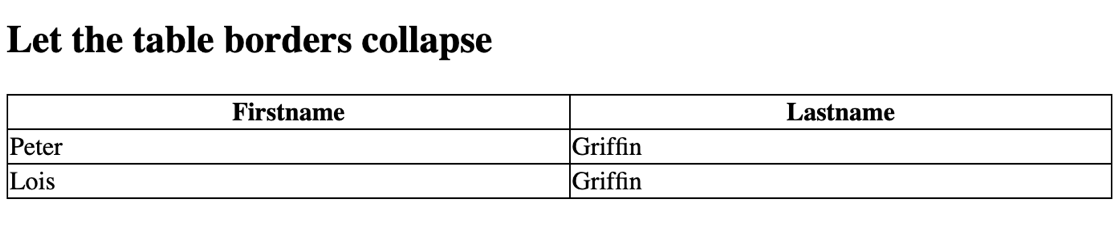 Let the table borders collapse
Firstname Lastname
Peter Griffin
Lois Griffin